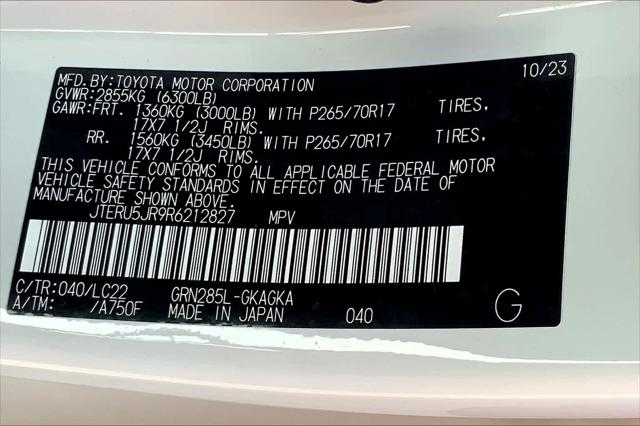 MFD.BY:TOYOTA MOTOR CORPORATION 10/23
GVWR:2855KG (6300LB)
GAWR:FRT. 1360KG (3000LB) WITH P265/70R17 TIRES,
17X7 1/2J RIMS.
RR. 1560KG (3450LB) WITH P265/70R17 TIRES,
17X7 1/2J RIMS.
THIS VEHICLE CONFORMS TO ALL APPLICABLE FEDERAL MOTOR
VEHICLE SAFETY STANDARDS IN EFFECT ON THE DATE OF
MANUFACTURE SHOWN ABOVE.
JTERU5JR9R6212827 MPV
C/TR:040/LC22 GRN285L-GKAGKA
A/TM: /A750F MADE IN JAPAN 040 G